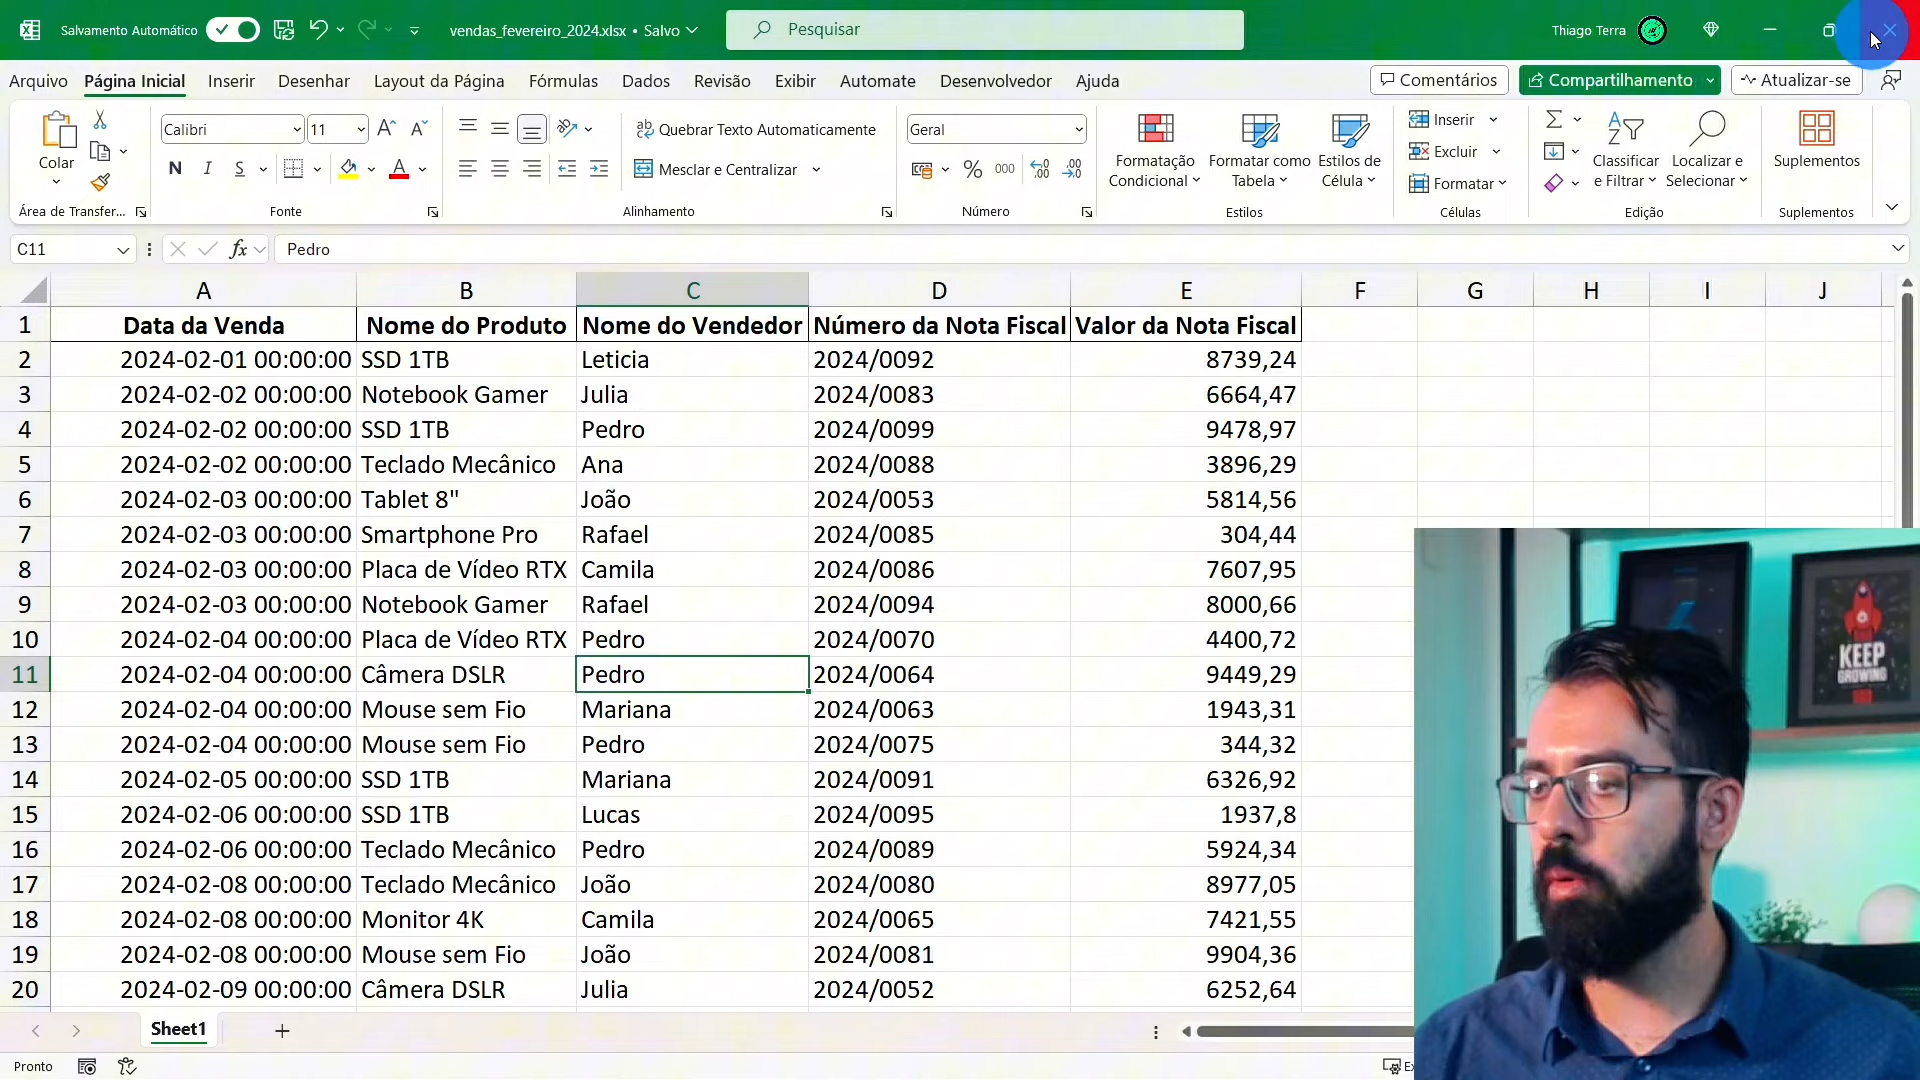 Salvamento Automático
vendas_fevereiro_2024.xlsx • Salvo
Pesquisar
Thiago Terra
Arquivo Página Inicial Inserir Desenhar Layout da Página Fórmulas Dados Revisão Exibir Automate Desenvolvedor Ajuda
Comentários Compartilhamento Atualizar-se
Colar
Área de Transfer...
Calibri 11
N I S
Fonte
Quebrar Texto Automaticamente
Mesclar e Centralizar
Alinhamento
Geral
% 000
Número
Formatação Condicional
Formatar como Tabela
Estilos de Célula
Estilos
Inserir
Excluir
Formatar
Células
Classificar e Filtrar
Localizar e Selecionar
Edição
Suplementos
Suplementos
C11 fx Pedro
A B C D E F G H I J
1 Data da Venda Nome do Produto Nome do Vendedor Número da Nota Fiscal Valor da Nota Fiscal
2 2024-02-01 00:00:00 SSD 1TB Leticia 2024/0092 8739,24
3 2024-02-02 00:00:00 Notebook Gamer Julia 2024/0083 6664,47
4 2024-02-02 00:00:00 SSD 1TB Pedro 2024/0099 9478,97
5 2024-02-02 00:00:00 Teclado Mecânico Ana 2024/0088 3896,29
6 2024-02-03 00:00:00 Tablet 8" João 2024/0053 5814,56
7 2024-02-03 00:00:00 Smartphone Pro Rafael 2024/0085 304,44
8 2024-02-03 00:00:00 Placa de Vídeo RTX Camila 2024/0086 7607,95
9 2024-02-03 00:00:00 Notebook Gamer Rafael 2024/0094 8000,66
10 2024-02-04 00:00:00 Placa de Vídeo RTX Pedro 2024/0070 4400,72
11 2024-02-04 00:00:00 Câmera DSLR Pedro 2024/0064 9449,29
12 2024-02-04 00:00:00 Mouse sem Fio Mariana 2024/0063 1943,31
13 2024-02-04 00:00:00 Mouse sem Fio Pedro 2024/0075 344,32
14 2024-02-05 00:00:00 SSD 1TB Mariana 2024/0091 6326,92
15 2024-02-06 00:00:00 SSD 1TB Lucas 2024/0095 1937,8
16 2024-02-06 00:00:00 Teclado Mecânico Pedro 2024/0089 5924,34
17 2024-02-08 00:00:00 Teclado Mecânico João 2024/0080 8977,05
18 2024-02-08 00:00:00 Monitor 4K Camila 2024/0065 7421,55
19 2024-02-08 00:00:00 Mouse sem Fio João 2024/0081 9904,36
20 2024-02-09 00:00:00 Câmera DSLR Julia 2024/0052 6252,64
KEEP
GROWING
Sheet1
Pronto